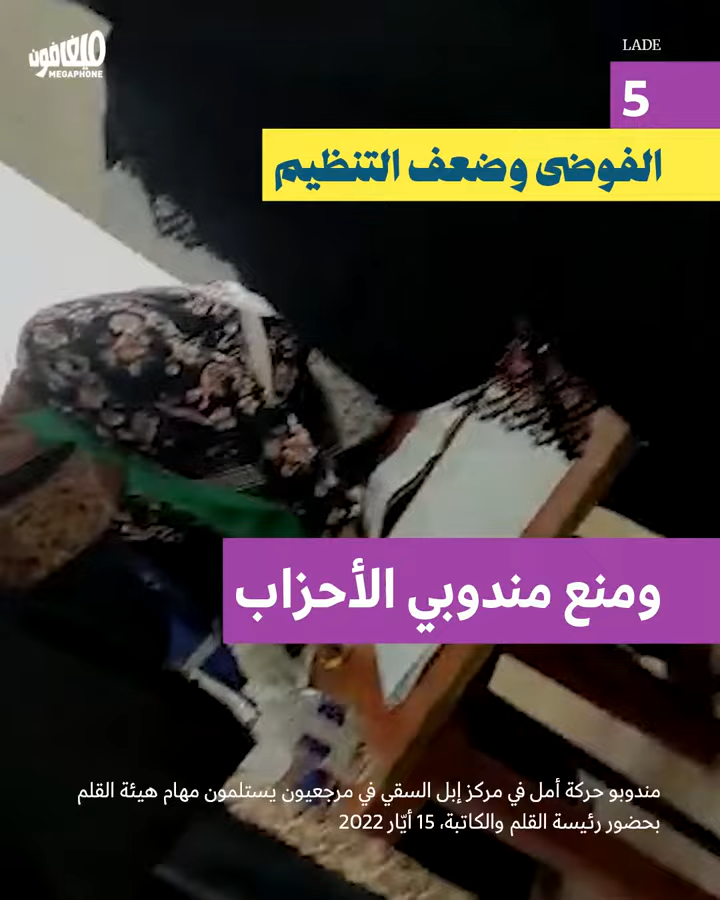 ميغافون
MEGAPHONE
LADE
5
الفوضى وضعف التنظيم
ومنع مندوبي الأحزاب
مندوبو حركة أمل في مركز إبل السقي في مرجعيون يستلمون مهام هيئة القلم
بحضور رئيسة القلم والكاتبة، 15 أيّار 2022